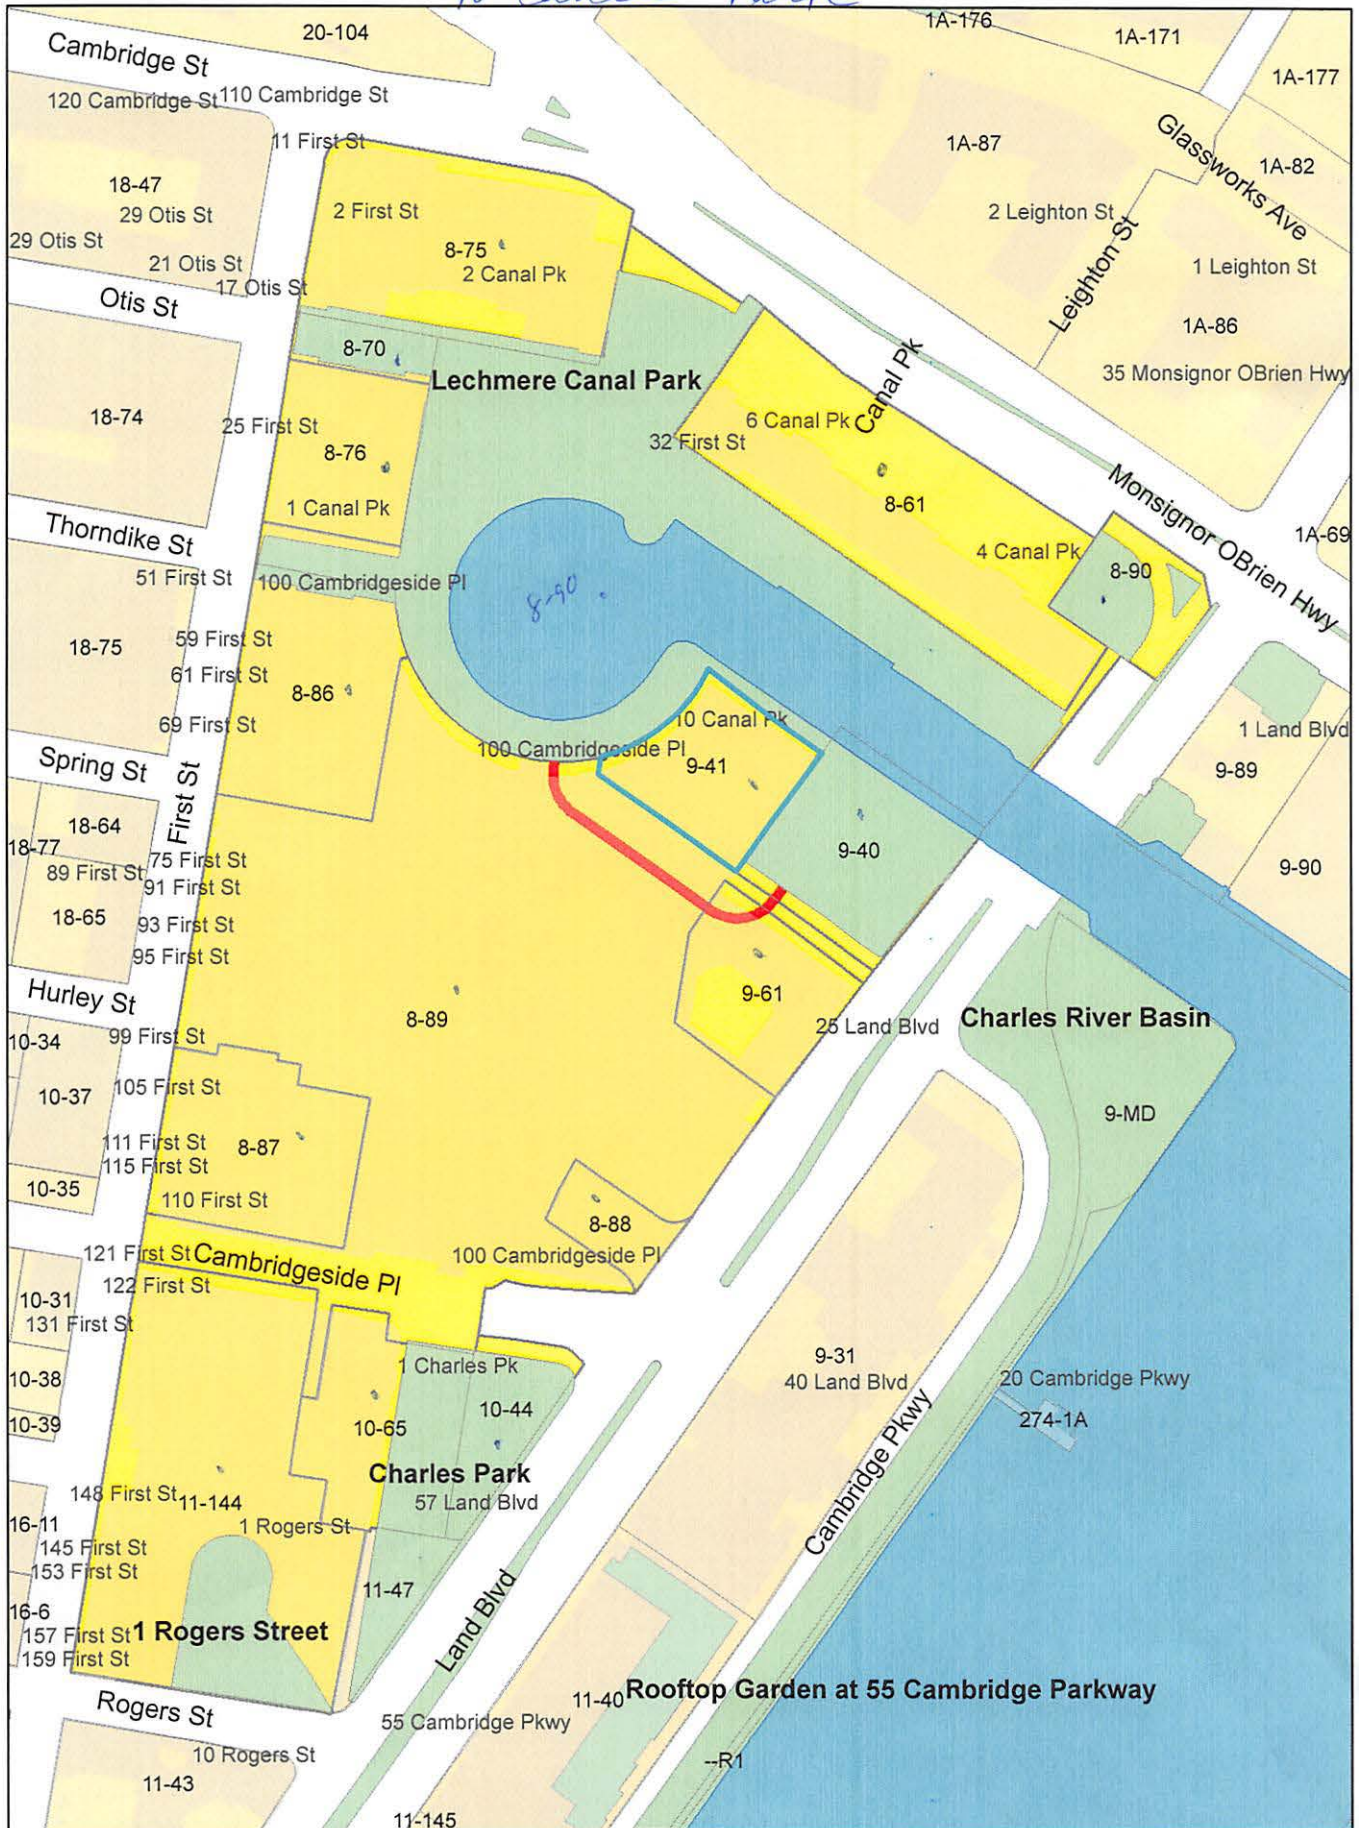 20-104
1A-176
1A-171
Cambridge St
1A-177
120 Cambridge St
110 Cambridge St
11 First St
1A-87
Glassworks Ave
1A-82
18-47
2 First St
2 Leighton St
29 Otis St
29 Otis St
8-75
21 Otis St
2 Canal Pk
Leighton St
1 Leighton St
17 Otis St
Otis St
1A-86
8-70
Lechmere Canal Park
Canal Pk
35 Monsignor OBrien Hwy
18-74
25 First St
6 Canal Pk
32 First St
8-76
8-61
1 Canal Pk
Monsignor OBrien Hwy
Thorndike St
1A-69
4 Canal Pk
51 First St
100 Cambridgeside Pl
8-90
8-90
59 First St
18-75
61 First St
8-86
69 First St
10 Canal Pk
1 Land Blvd
100 Cambridgeside Pl
9-41
9-89
Spring St
First St
18-64
18-77
75 First St
9-40
89 First St
91 First St
9-90
18-65
93 First St
95 First St
9-61
Hurley St
8-89
25 Land Blvd
Charles River Basin
10-34
99 First St
105 First St
10-37
9-MD
111 First St
8-87
115 First St
10-35
110 First St
8-88
121 First St
Cambridgeside Pl
100 Cambridgeside Pl
122 First St
10-31
131 First St
9-31
1 Charles Pk
10-38
40 Land Blvd
20 Cambridge Pkwy
10-44
10-39
10-65
274-1A
Charles Park
Cambridge Pkwy
148 First St
11-144
57 Land Blvd
16-11
1 Rogers St
145 First St
153 First St
11-47
16-6
Land Blvd
157 First St
1 Rogers Street
159 First St
Rooftop Garden at 55 Cambridge Parkway
11-40
Rogers St
55 Cambridge Pkwy
10 Rogers St
--R1
11-43
11-145